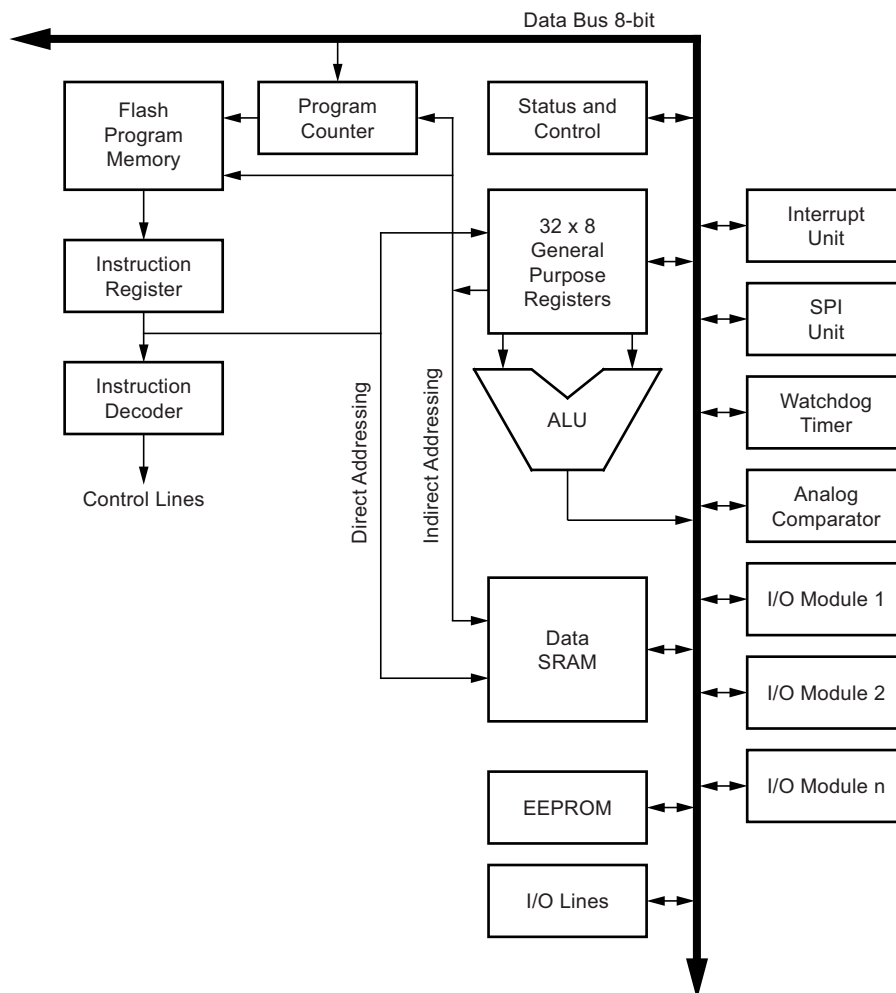 Data Bus 8-bit
Flash
Program
Memory
Program
Counter
Status and
Control
32 x 8
General
Purpose
Registers
Interrupt
Unit
Instruction
Register
SPI
Unit
Instruction
Decoder
Direct Addressing
Indirect Addressing
ALU
Watchdog
Timer
Control Lines
Analog
Comparator
Data
SRAM
I/O Module 1
I/O Module 2
I/O Module n
EEPROM
I/O Lines